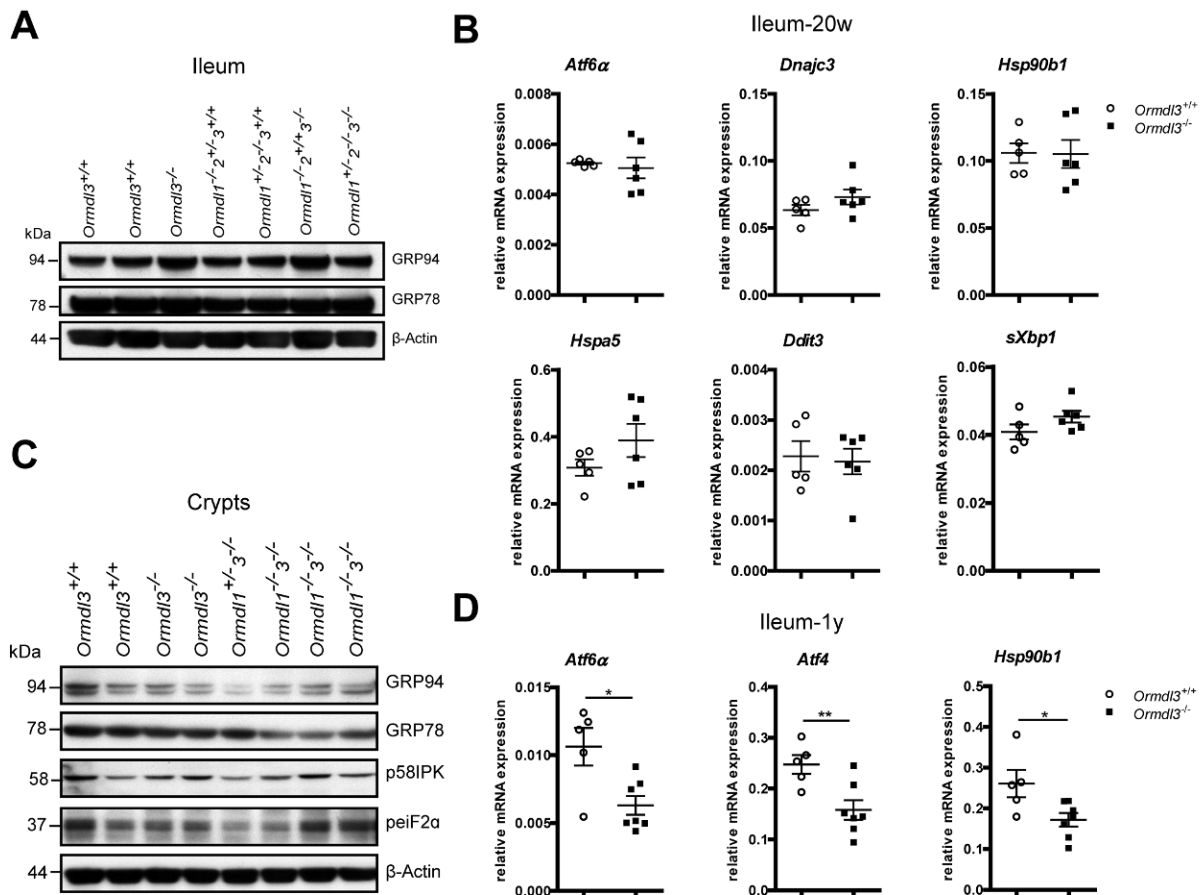 A
Ileum
Ormdl3+/+
Ormdl3+/+
Ormdl3-/-
Ormdl1-/-2+/-3+/+
Ormdl1+/-2-/-3+/+
Ormdl1-/-2+/+3-/-
Ormdl1+/-2-/-3-/-
kDa
94
GRP94
78
GRP78
44
β-Actin
B
Ileum-20w
Atf6α
relative mRNA expression
0.008
0.006
0.004
0.002
0.000
Dnajc3
relative mRNA expression
0.15
0.10
0.05
0.00
Hsp90b1
relative mRNA expression
0.15
0.10
0.05
0.00
Ormdl3+/+
Ormdl3-/-
Hspa5
relative mRNA expression
0.6
0.4
0.2
0.0
Ddit3
relative mRNA expression
0.004
0.003
0.002
0.001
0.000
sXbp1
relative mRNA expression
0.06
0.04
0.02
0.00
C
Crypts
Ormdl3+/+
Ormdl3+/+
Ormdl3-/-
Ormdl3-/-
Ormdl1+/-3-/-
Ormdl1-/-3-/-
Ormdl1-/-3-/-
Ormdl1-/-3-/-
kDa
94
GRP94
78
GRP78
58
p58IPK
37
peiF2α
44
β-Actin
D
Ileum-1y
Atf6α
relative mRNA expression
0.015
0.010
0.005
0.000
*
Atf4
relative mRNA expression
0.4
0.3
0.2
0.1
0.0
**
Hsp90b1
relative mRNA expression
0.5
0.4
0.3
0.2
0.1
0.0
*
Ormdl3+/+
Ormdl3-/-